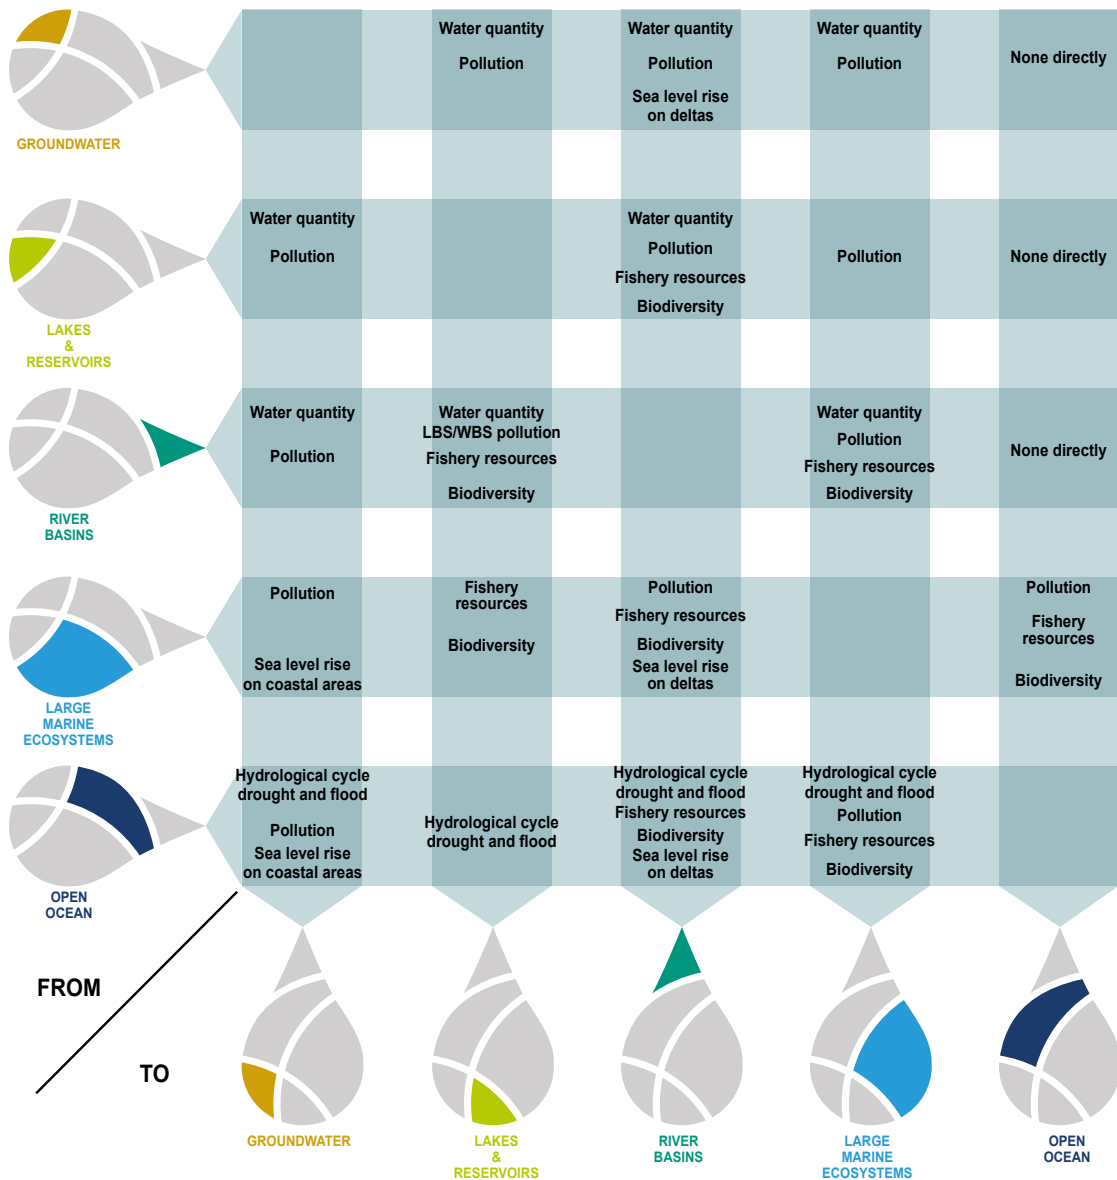 Water quantity
Pollution
Water quantity
Pollution
Sea level rise
on deltas
Water quantity
Pollution
None directly
GROUNDWATER
Water quantity
Pollution
Water quantity
Pollution
Fishery resources
Biodiversity
Pollution
None directly
LAKES
&
RESERVOIRS
Water quantity
Pollution
Water quantity
LBS/WBS pollution
Fishery resources
Biodiversity
Water quantity
Pollution
Fishery resources
Biodiversity
None directly
RIVER
BASINS
Pollution
Sea level rise
on coastal areas
Fishery
resources
Biodiversity
Pollution
Fishery resources
Biodiversity
Sea level rise
on deltas
Pollution
Fishery
resources
Biodiversity
LARGE
MARINE
ECOSYSTEMS
Hydrological cycle
drought and flood
Pollution
Sea level rise
on coastal areas
Hydrological cycle
drought and flood
Hydrological cycle
drought and flood
Fishery resources
Biodiversity
Sea level rise
on deltas
Hydrological cycle
drought and flood
Pollution
Fishery resources
Biodiversity
OPEN
OCEAN
FROM
TO
GROUNDWATER
LAKES
&
RESERVOIRS
RIVER
BASINS
LARGE
MARINE
ECOSYSTEMS
OPEN
OCEAN